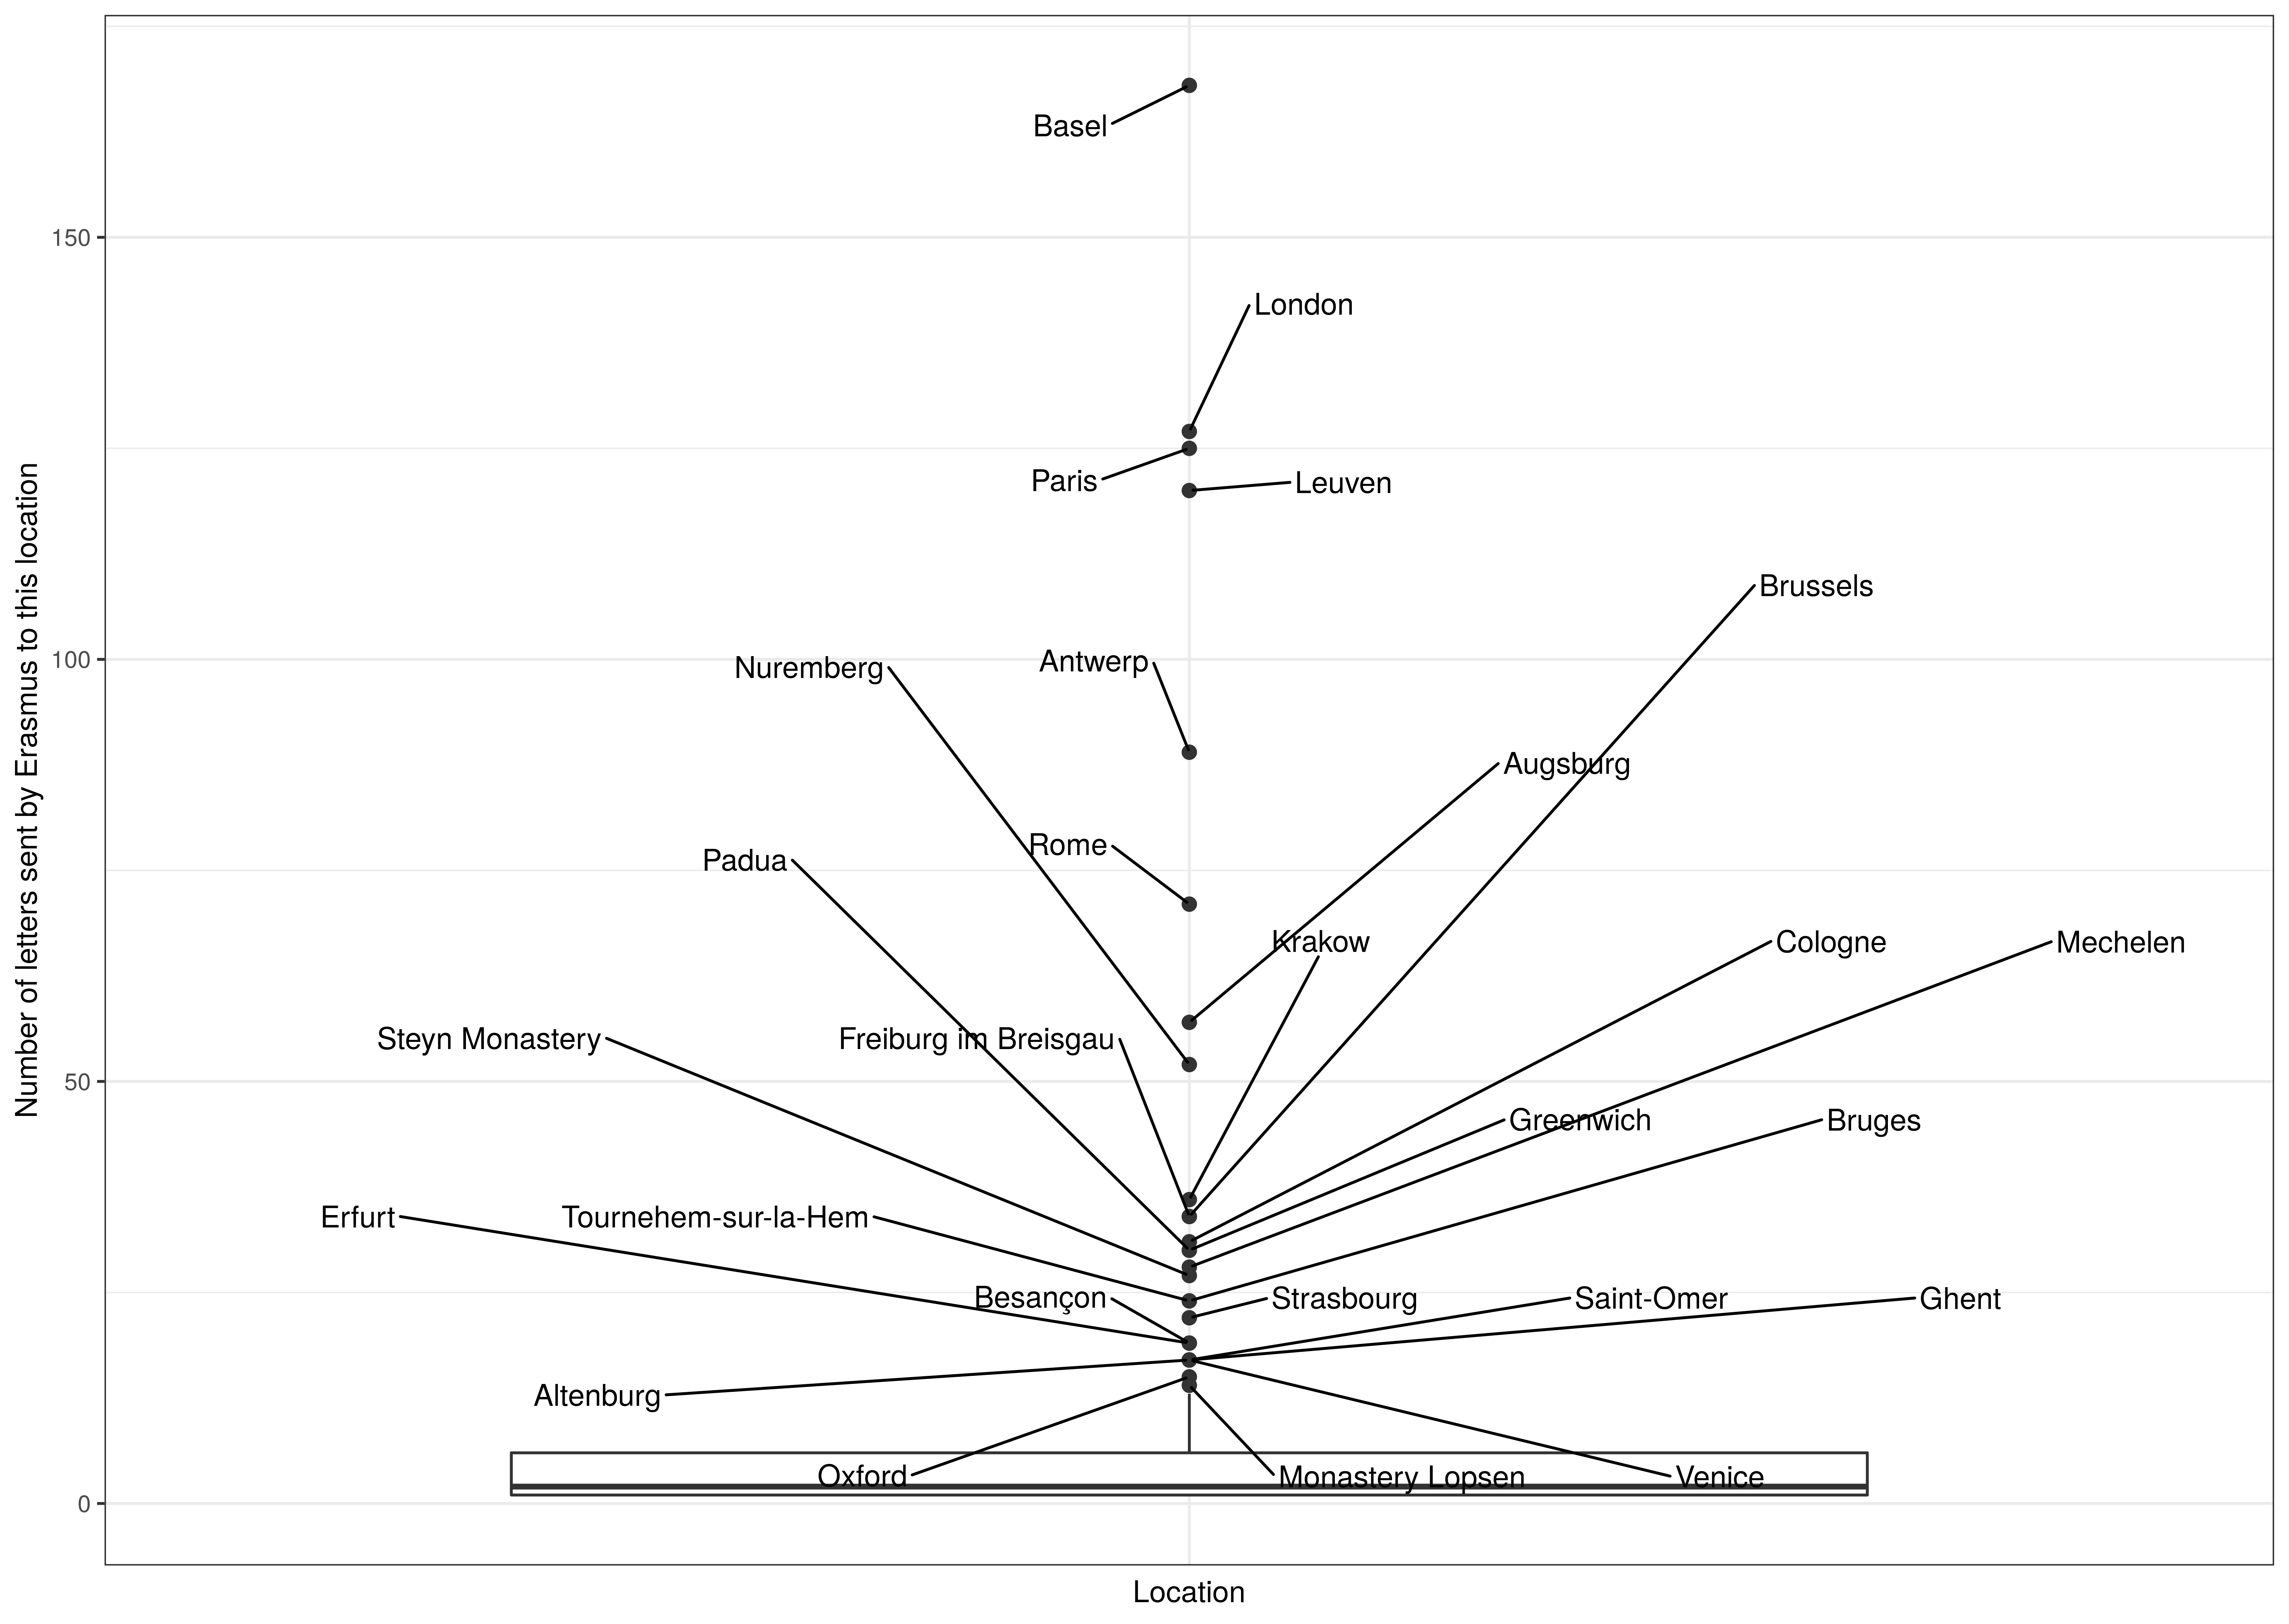 Basel
150
London
Paris
Leuven
Brussels
100
Nuremberg
Antwerp
Augsburg
Rome
Padua
Krakow
Cologne
Mechelen
Steyn Monastery
Freiburg im Breisgau
50
Greenwich
Bruges
Erfurt
Tournehem-sur-la-Hem
Besançon
Strasbourg
Saint-Omer
Ghent
Altenburg
Oxford
Monastery Lopsen
Venice
0
Location
Number of letters sent by Erasmus to this location